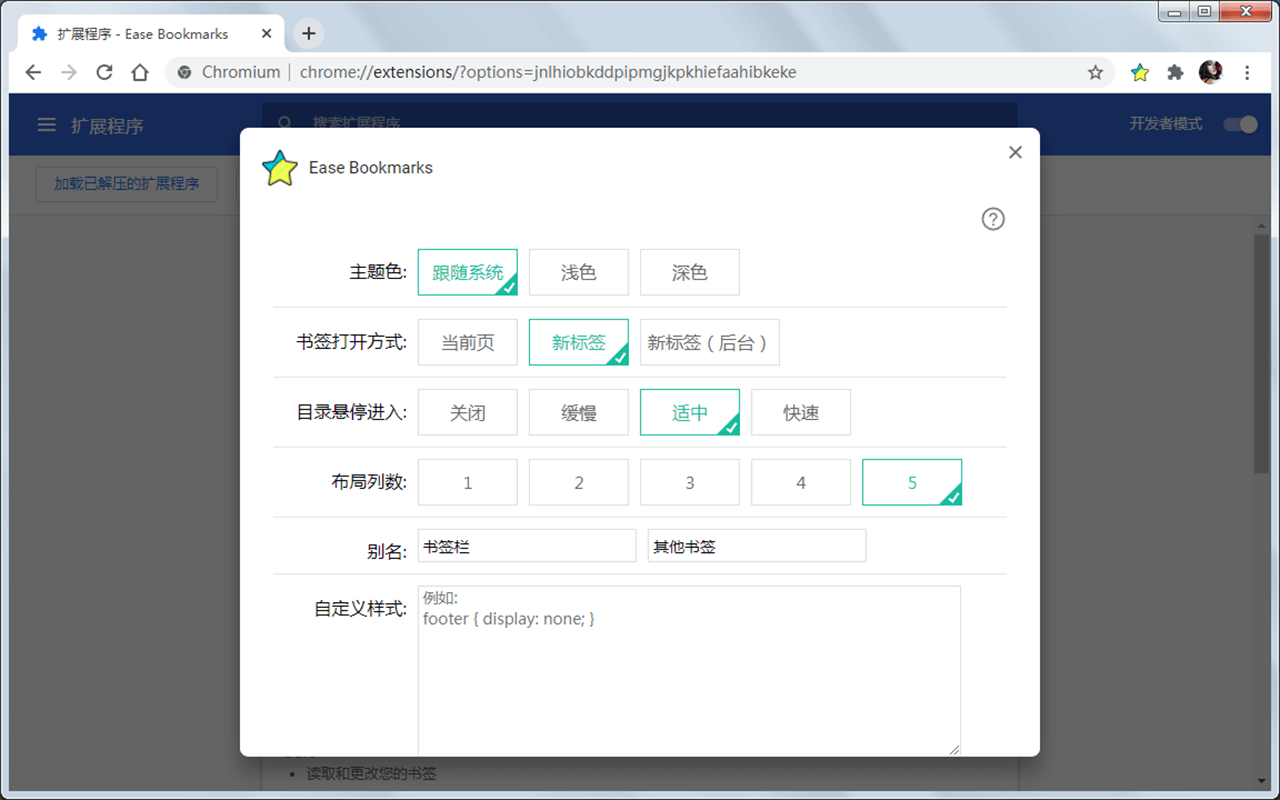 扩展程序 - Ease Bookmarks
Chromium | chrome://extensions/?options=jnlhiobkddpipmgjkpkhiefaahibkeke
扩展程序
搜索扩展程序
开发者模式
加载已解压的扩展程序
Ease Bookmarks
主题色: 跟随系统 浅色 深色
书签打开方式: 当前页 新标签 新标签（后台）
目录悬停进入: 关闭 缓慢 适中 快速
布局列数: 1 2 3 4 5
别名: 书签栏 其他书签
自定义样式: 例如:
footer { display: none; }
• 读取和更改您的书签